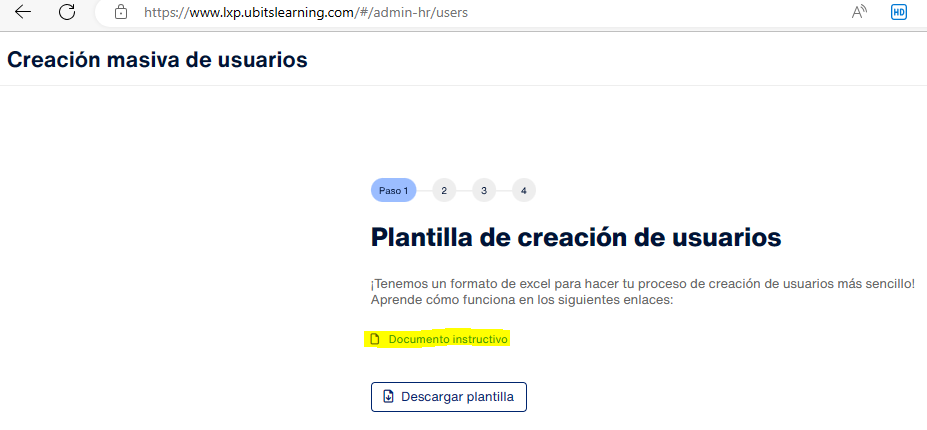 https://www.lxp.ubitslearning.com/#/admin-hr/users
A
HD
Creación masiva de usuarios
Paso 1
2
3
4
Plantilla de creación de usuarios
¡Tenemos un formato de excel para hacer tu proceso de creación de usuarios más sencillo!
Aprende cómo funciona en los siguientes enlaces:
Documento instructivo
Descargar plantilla